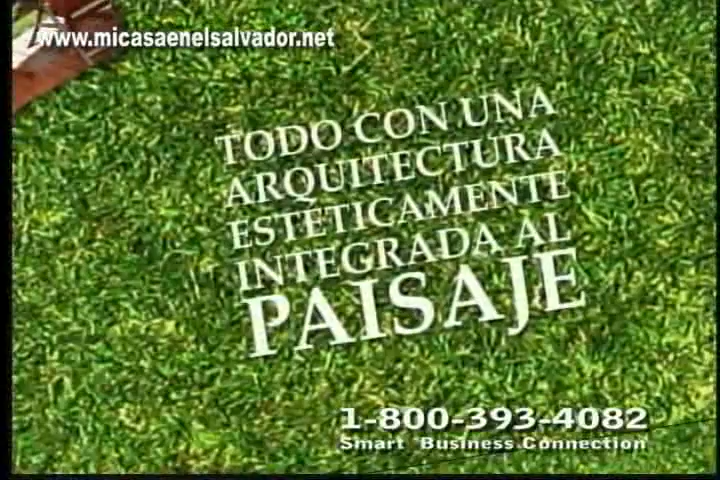 www.micasaenelsalvador.net
TODO CON UNA
ARQUITECTURA
ESTETICAMENTE
INTEGRADA AL
PAISAJE
1-800-393-4082
Smart Business Connection